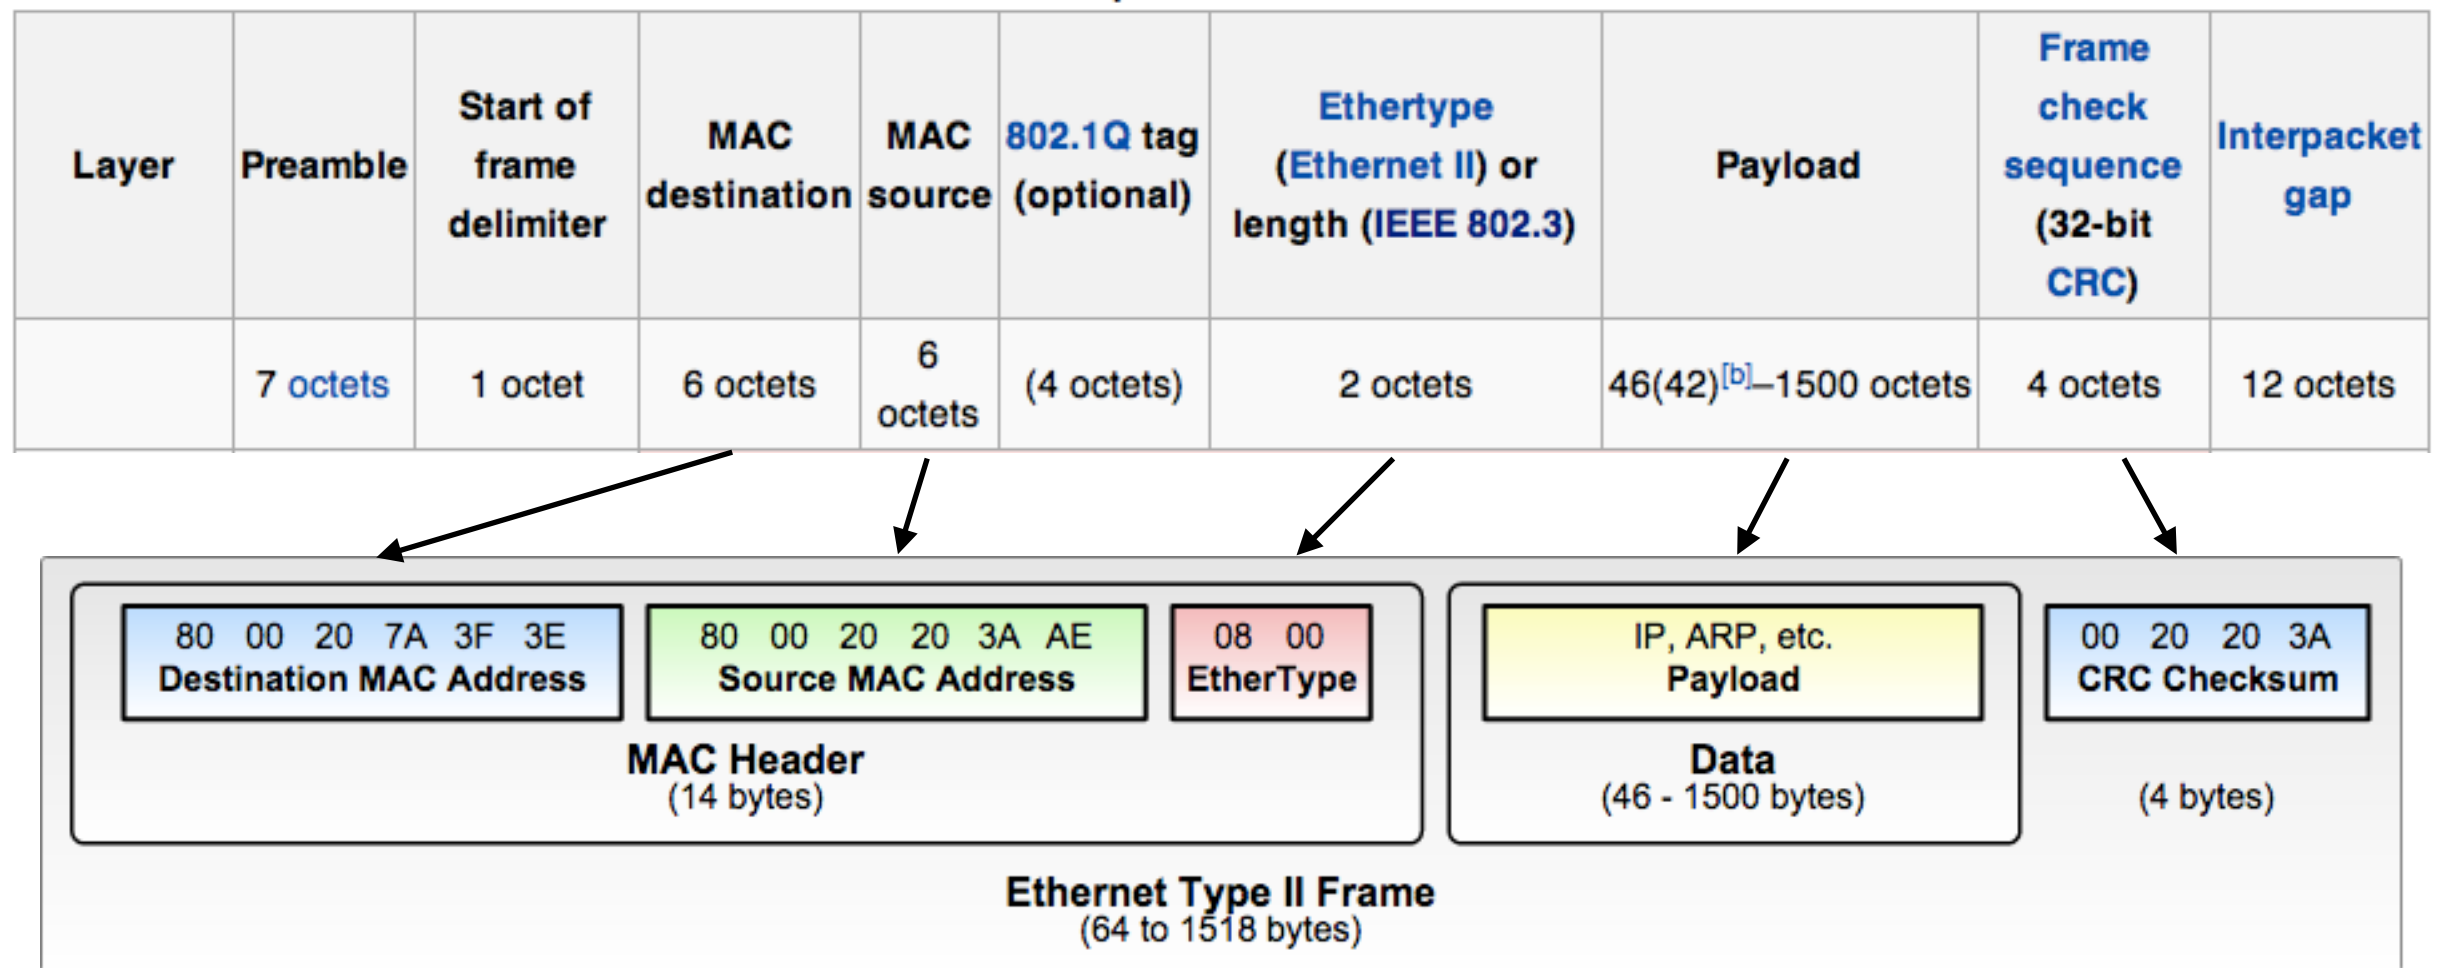 Layer
Preamble
Start of
frame
delimiter
MAC
destination
MAC
source
802.1Q tag
(optional)
Ethertype
(Ethernet II) or
length (IEEE 802.3)
Payload
Frame
check
sequence
(32-bit
CRC)
Interpacket
gap
7 octets
1 octet
6 octets
6
octets
(4 octets)
2 octets
46(42)[b]–1500 octets
4 octets
12 octets
80 00 20 7A 3F 3E
Destination MAC Address
80 00 20 20 3A AE
Source MAC Address
08 00
EtherType
MAC Header
(14 bytes)
IP, ARP, etc.
Payload
Data
(46 - 1500 bytes)
00 20 20 3A
CRC Checksum
(4 bytes)
Ethernet Type II Frame
(64 to 1518 bytes)